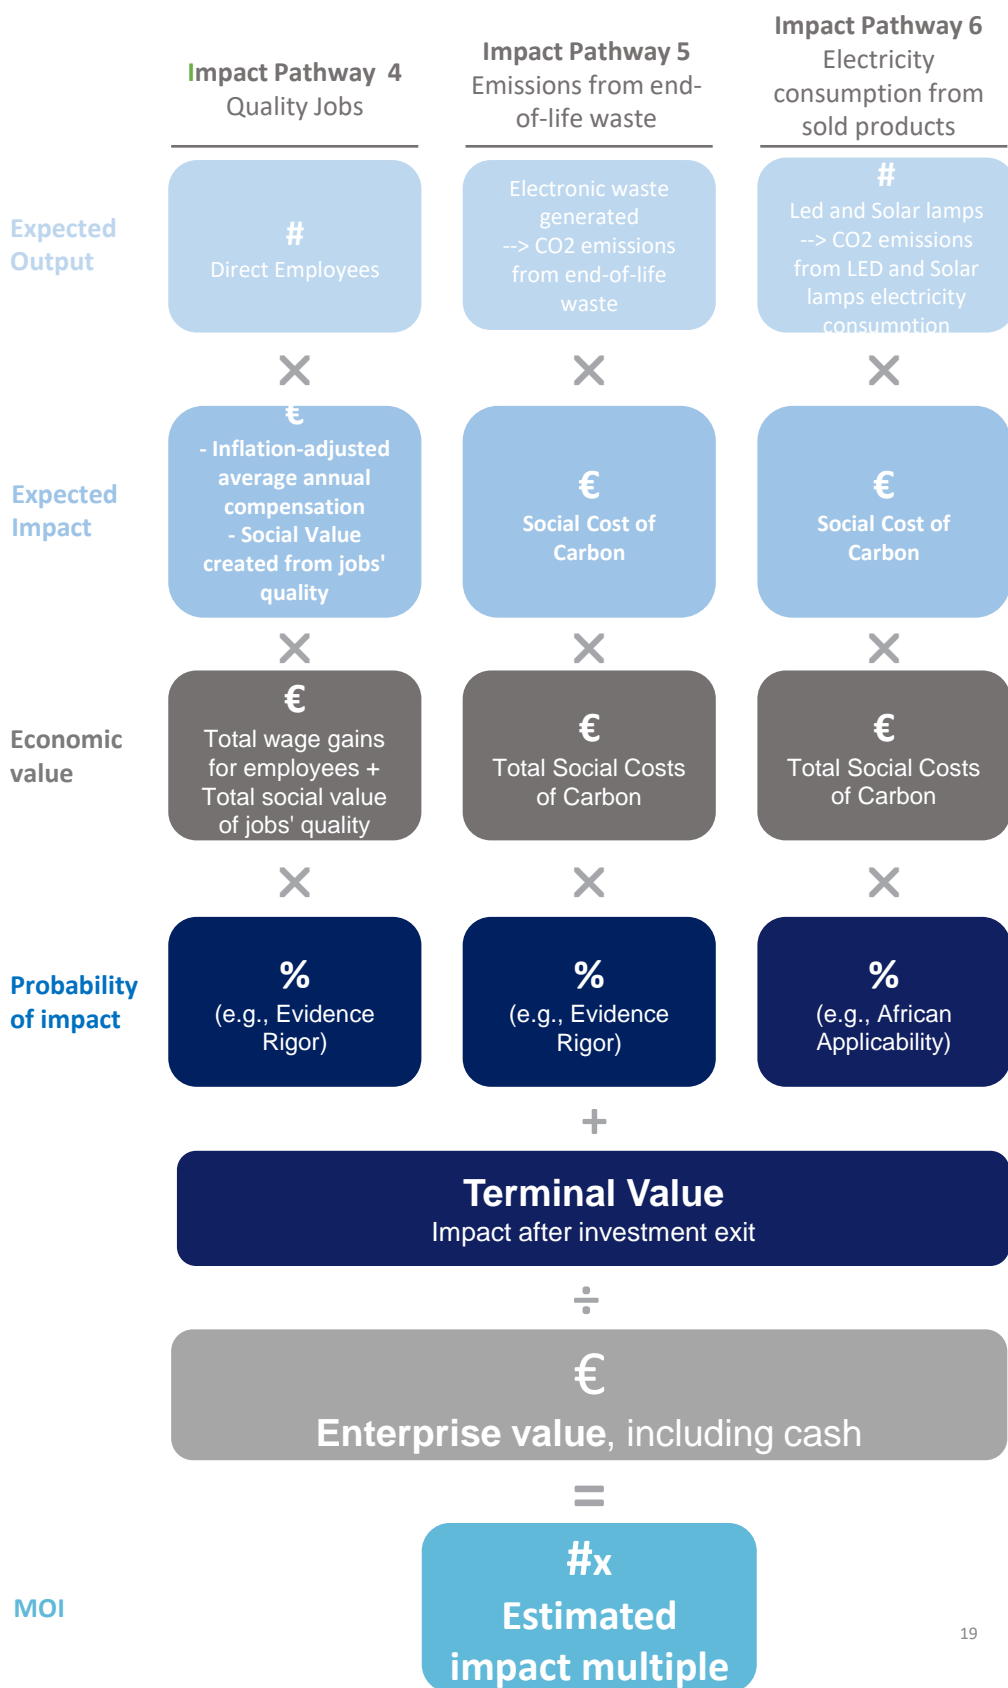 Impact Pathway 4
Quality Jobs
Impact Pathway 5
Emissions from end-
of-life waste
Impact Pathway 6
Electricity
consumption from
sold products
Expected
Output
#
Direct Employees
Electronic waste
generated
--> CO2 emissions
from end-of-life
waste
#
Led and Solar lamps
--> CO2 emissions
from LED and Solar
lamps electricity
consumption
×
×
×
Expected
Impact
€
- Inflation-adjusted
average annual
compensation
- Social Value
created from jobs'
quality
€
Social Cost of
Carbon
€
Social Cost of
Carbon
×
×
×
Economic
value
€
Total wage gains
for employees +
Total social value
of jobs' quality
€
Total Social Costs
of Carbon
€
Total Social Costs
of Carbon
×
×
×
Probability
of impact
%
(e.g., Evidence
Rigor)
%
(e.g., Evidence
Rigor)
%
(e.g., African
Applicability)
+
Terminal Value
Impact after investment exit
÷
€
Enterprise value, including cash
=
MOI
#x
Estimated
impact multiple
19